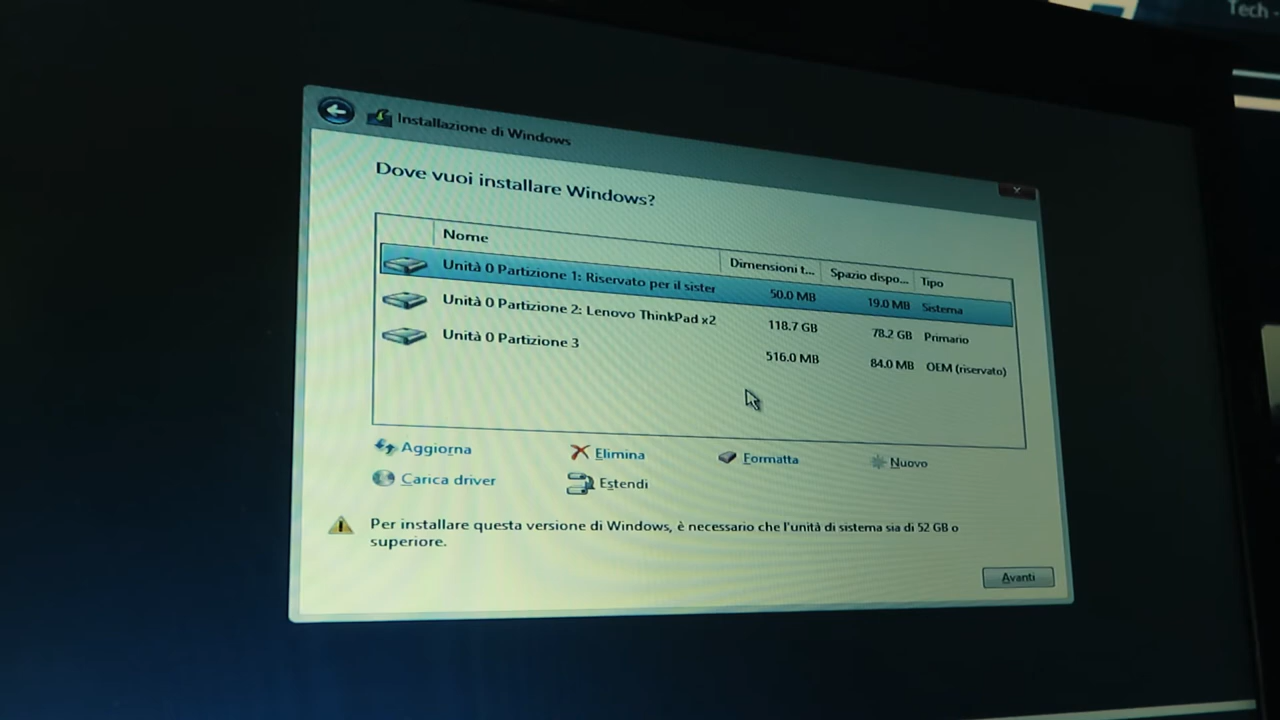 Tech -
Installazione di Windows
Dove vuoi installare Windows?
Nome Dimensioni t... Spazio dispo... Tipo
Unità 0 Partizione 1: Riservato per il sister 50.0 MB 19.0 MB Sistema
Unità 0 Partizione 2: Lenovo ThinkPad x2 118.7 GB 78.2 GB Primario
Unità 0 Partizione 3 516.0 MB 84.0 MB OEM (riservato)
Aggiorna Elimina Formatta Nuovo
Carica driver Estendi
Per installare questa versione di Windows, è necessario che l'unità di sistema sia di 52 GB o
superiore.
Avanti